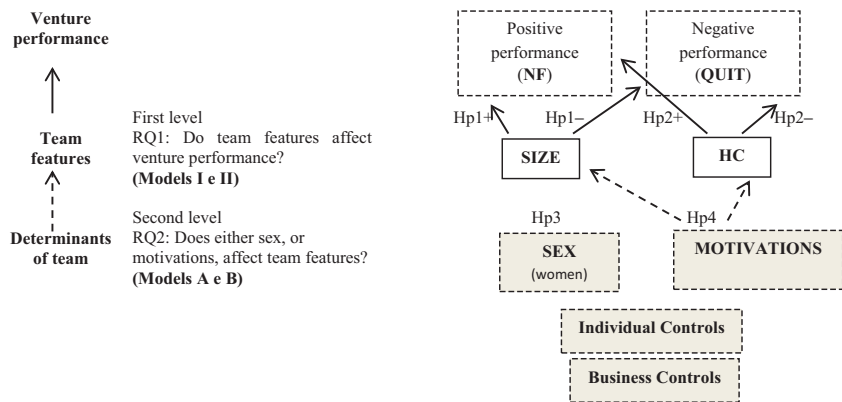 Venture
performance
Team
features
Determinants
of team
First level
RQ1: Do team features affect
venture performance?
(Models I e II)
Second level
RQ2: Does either sex, or
motivations, affect team features?
(Models A e B)
Positive
performance
(NF)
Negative
performance
(QUIT)
Hp1+
Hp1–
Hp2+
Hp2–
SIZE
HC
Hp3
Hp4
SEX
(women)
MOTIVATIONS
Individual Controls
Business Controls